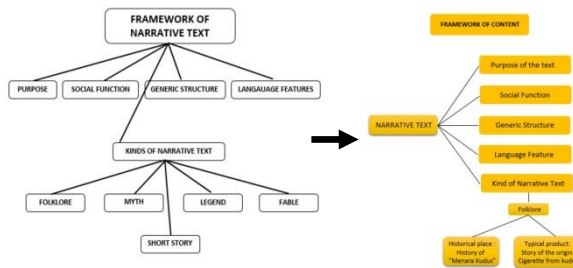 FRAMEWORK OF
NARRATIVE TEXT
PURPOSE
SOCIAL FUNCTION
GENERIC STRUCTURE
LANGAUAGE FEATURES
KINDS OF NARRATIVE TEXT
FOLKLORE
MYTH
LEGEND
FABLE
SHORT STORY
FRAMEWORK OF CONTENT
NARRATIVE TEXT
Purpose of the text
Social Function
Generic Structure
Language Feature
Kind of Narrative Text
Folklore
Historical place :
History of
"Menara Kudus"
Typical product:
Story of the origin
Cigarette from kudu